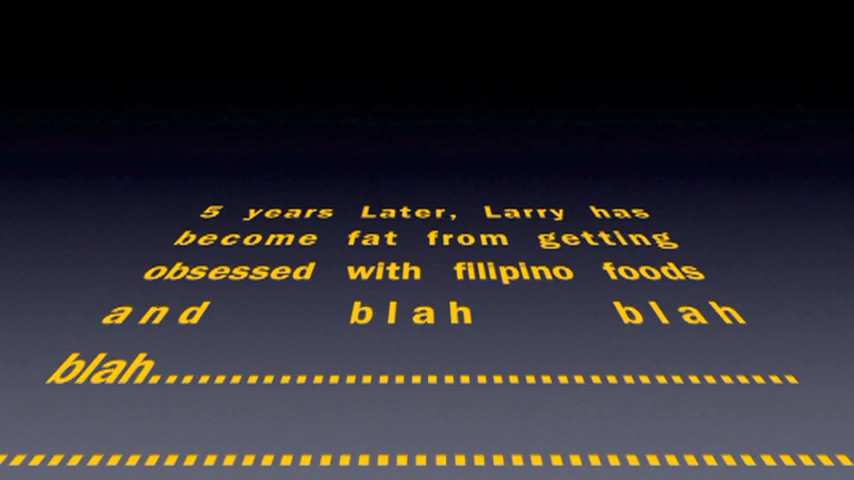 5 years Later, Larry has
become fat from getting
obsessed with filipino foods
and blah blah
blah.......................................
..............................................